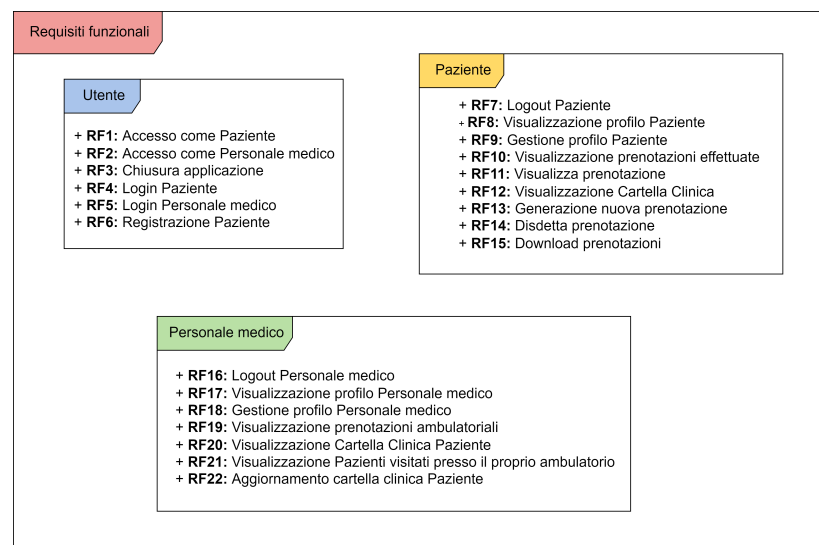 Requisiti funzionali
Utente
+ RF1: Accesso come Paziente
+ RF2: Accesso come Personale medico
+ RF3: Chiusura applicazione
+ RF4: Login Paziente
+ RF5: Login Personale medico
+ RF6: Registrazione Paziente
Paziente
+ RF7: Logout Paziente
+ RF8: Visualizzazione profilo Paziente
+ RF9: Gestione profilo Paziente
+ RF10: Visualizzazione prenotazioni effettuate
+ RF11: Visualizza prenotazione
+ RF12: Visualizzazione Cartella Clinica
+ RF13: Generazione nuova prenotazione
+ RF14: Disdetta prenotazione
+ RF15: Download prenotazioni
Personale medico
+ RF16: Logout Personale medico
+ RF17: Visualizzazione profilo Personale medico
+ RF18: Gestione profilo Personale medico
+ RF19: Visualizzazione prenotazioni ambulatoriali
+ RF20: Visualizzazione Cartella Clinica Paziente
+ RF21: Visualizzazione Pazienti visitati presso il proprio ambulatorio
+ RF22: Aggiornamento cartella clinica Paziente